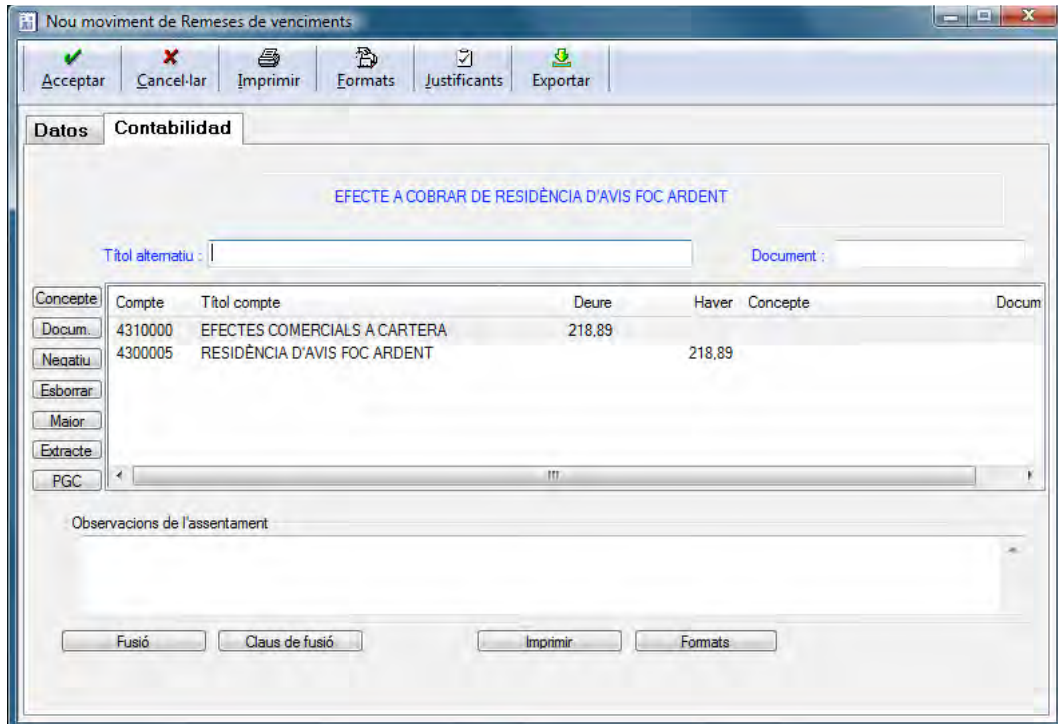 Nou moviment de Remeses de venciments
Acceptar Cancel·lar Imprimir Formats Justificants Exportar
Datos Contabilidad
EFECTE A COBRAR DE RESIDÈNCIA D'AVIS FOC ARDENT
Títol alternatiu : Document :
Concepte Compte Títol compte Deure Haver Concepte Docum
Docum. 4310000 EFECTES COMERCIALS A CARTERA 218,89
Negatiu 4300005 RESIDÈNCIA D'AVIS FOC ARDENT 218,89
Esborrar
Maior
Extracte
PGC
Observacions de l'assentament
Fusió Claus de fusió Imprimir Formats